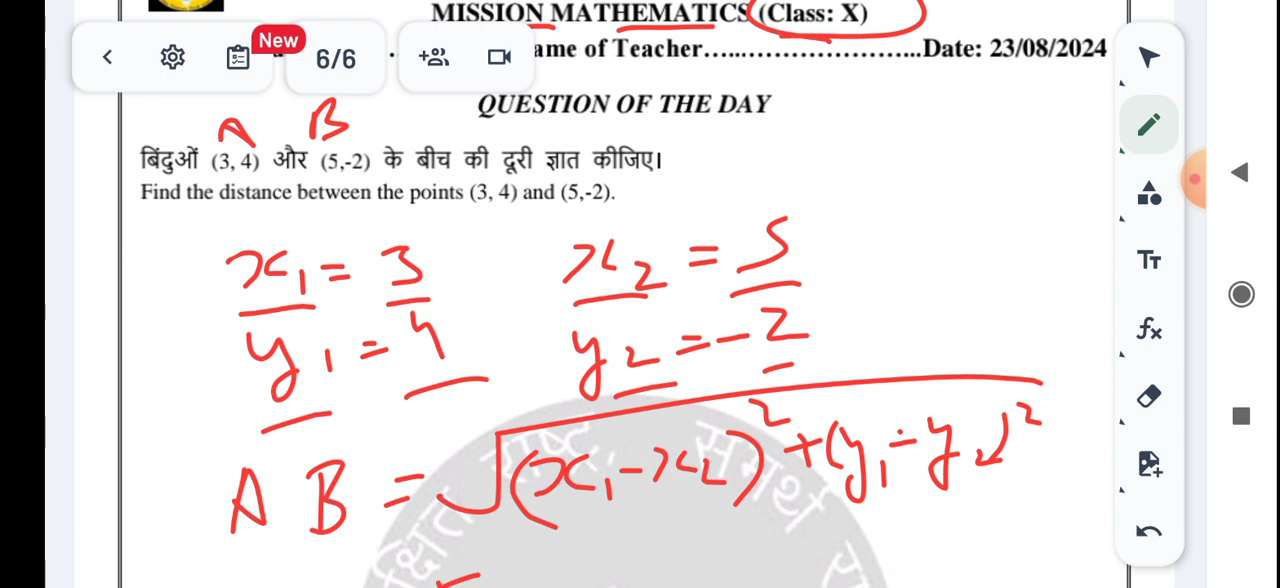 MISSION MATHEMATICS (Class: X)
New
6/6
ame of Teacher……………………..Date: 23/08/2024
QUESTION OF THE DAY
A B
बिंदुओं (3, 4) और (5,-2) के बीच की दूरी ज्ञात कीजिए।
Find the distance between the points (3, 4) and (5,-2).
x₁ = 3 x₂ = 5
y₁ = 4 y₂ = -2
AB = √(x₁-x₂)²+(y₁-y₂)²
=
Tт
fx